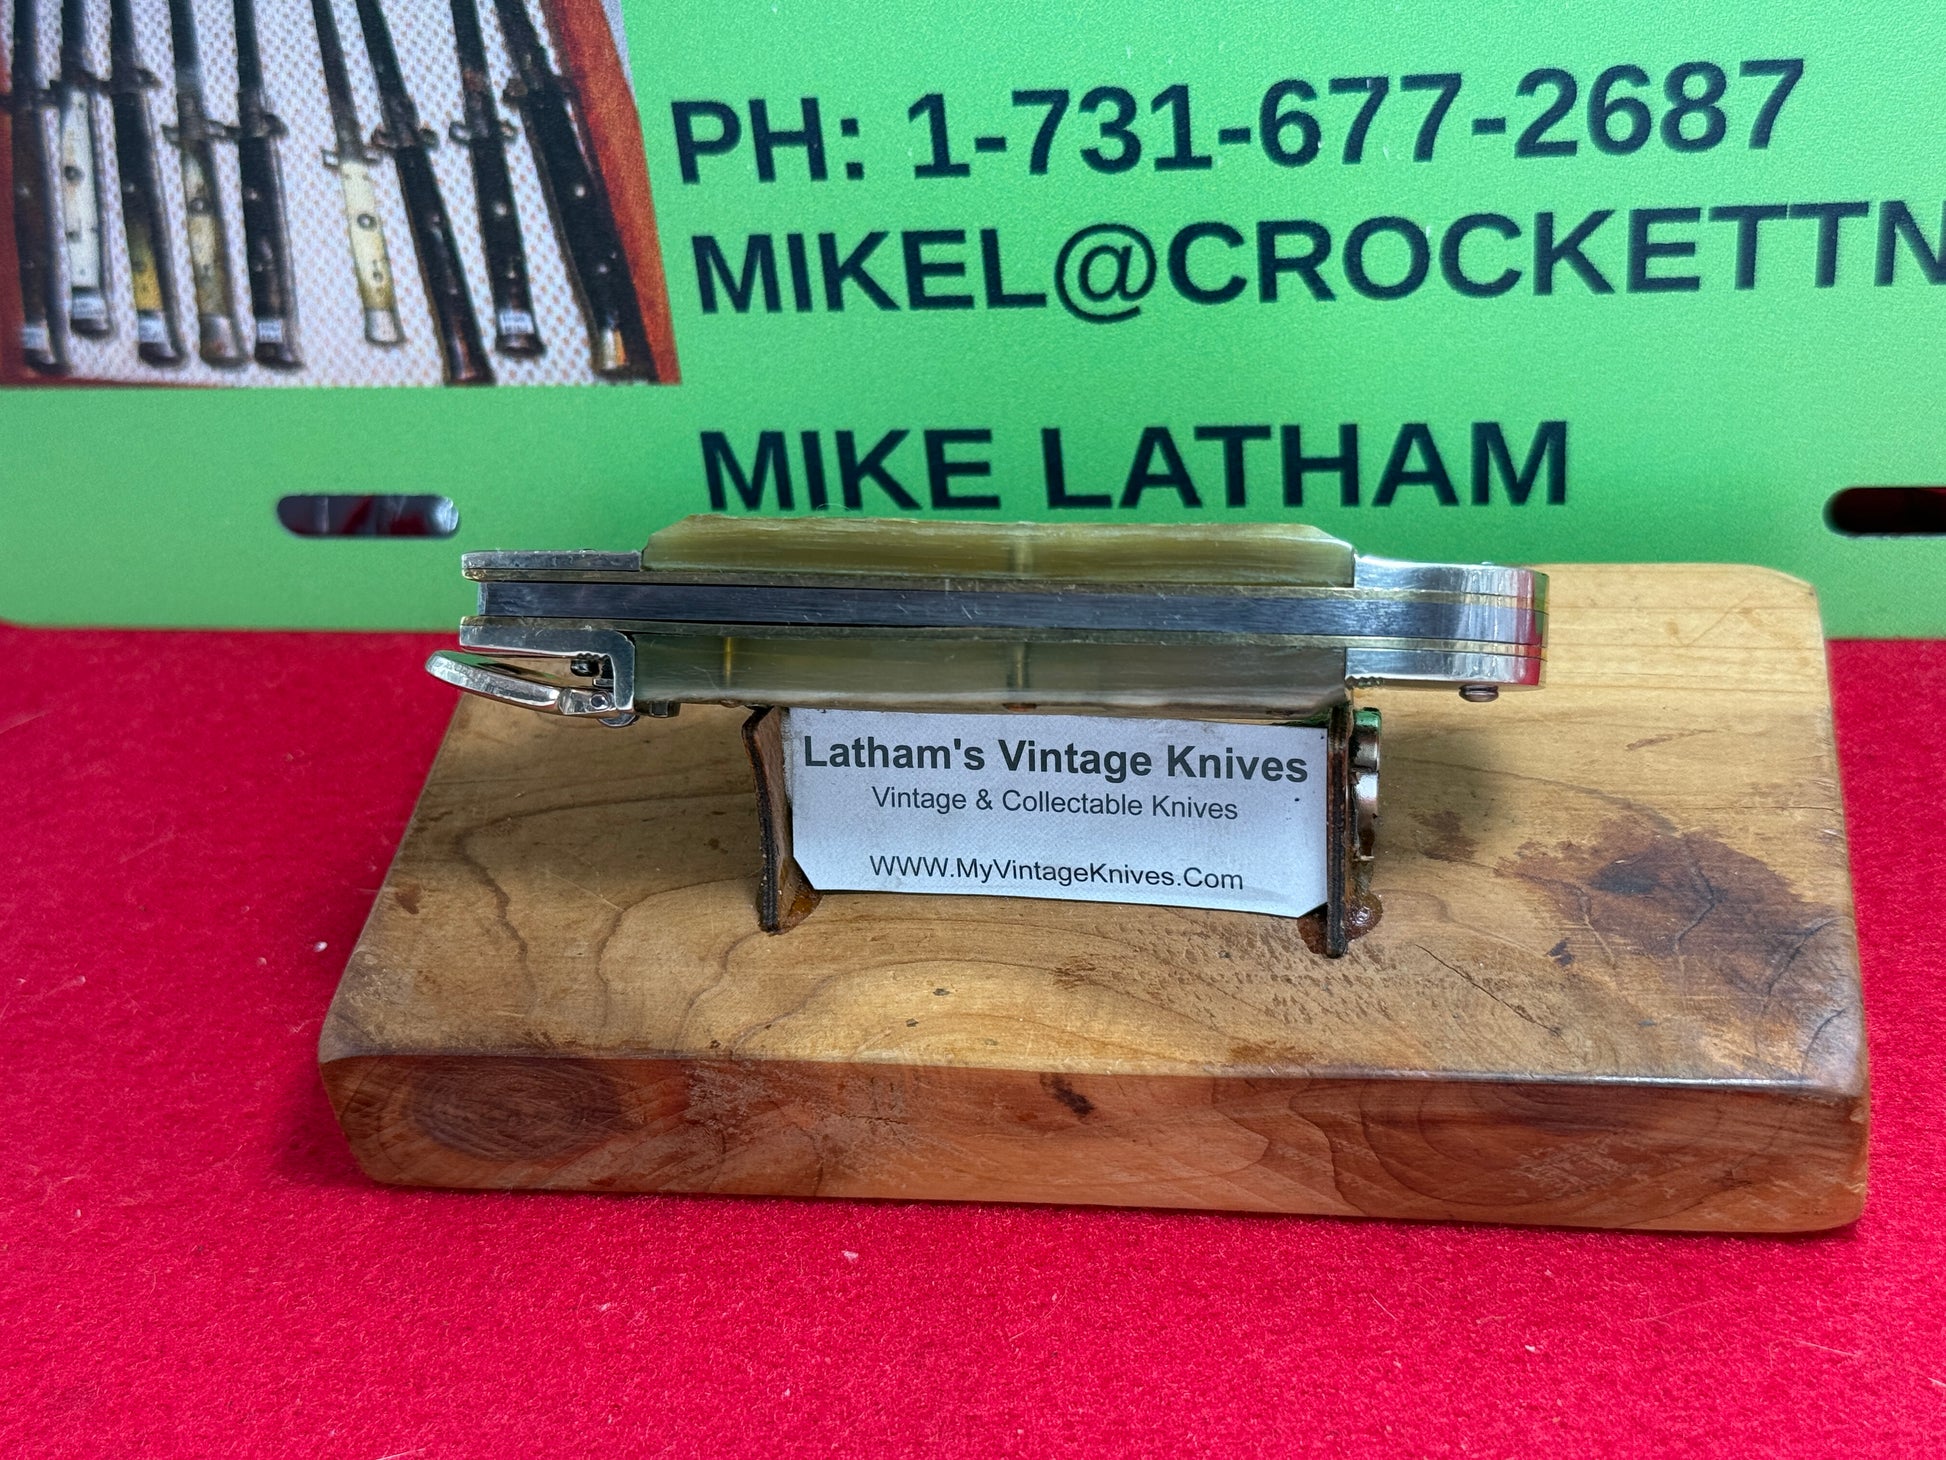 PH: 1-731-677-2687
MIKEL@CROCKETTN
MIKE LATHAM
Latham's Vintage Knives
Vintage & Collectable Knives
WWW.MyVintageKnives.Com